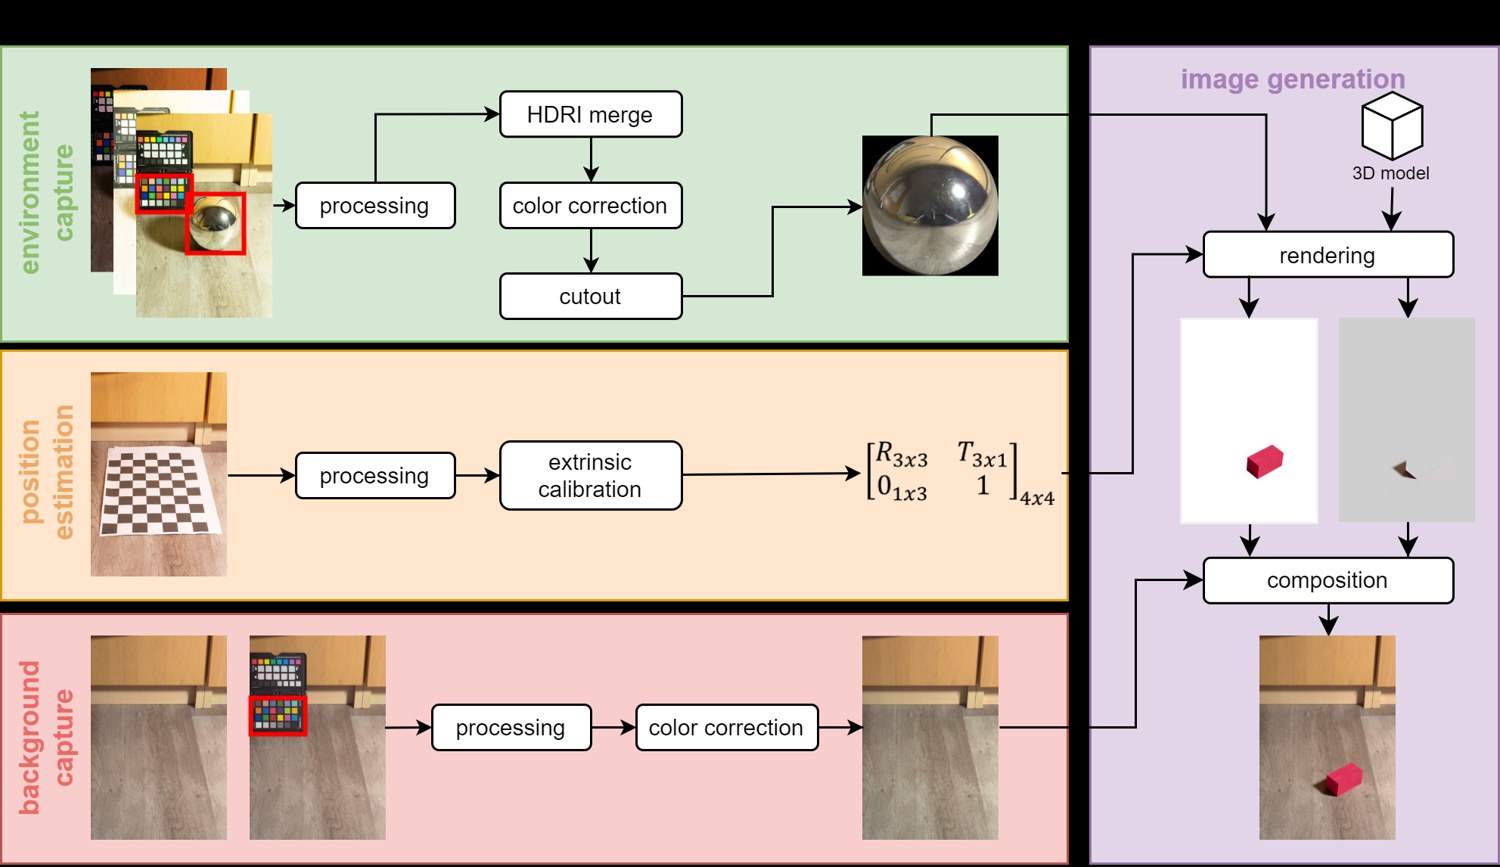 environment
capture
processing
HDRI merge
color correction
cutout
position
estimation
processing
extrinsic
calibration
R3x3 T3x1
01x3 1
4x4
background
capture
processing
color correction
image generation
3D model
rendering
composition